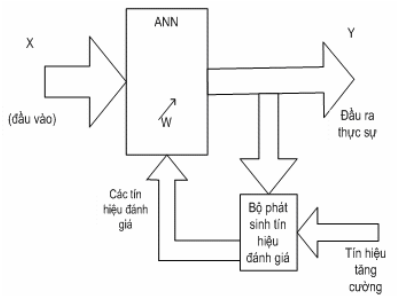 ANN
X
Y
W
(đầu vào)
Đầu ra
thực sự
Các tín
hiệu đánh
giá
Bộ phát
sinh tín
hiệu
đánh giá
Tín hiệu
tăng
cường